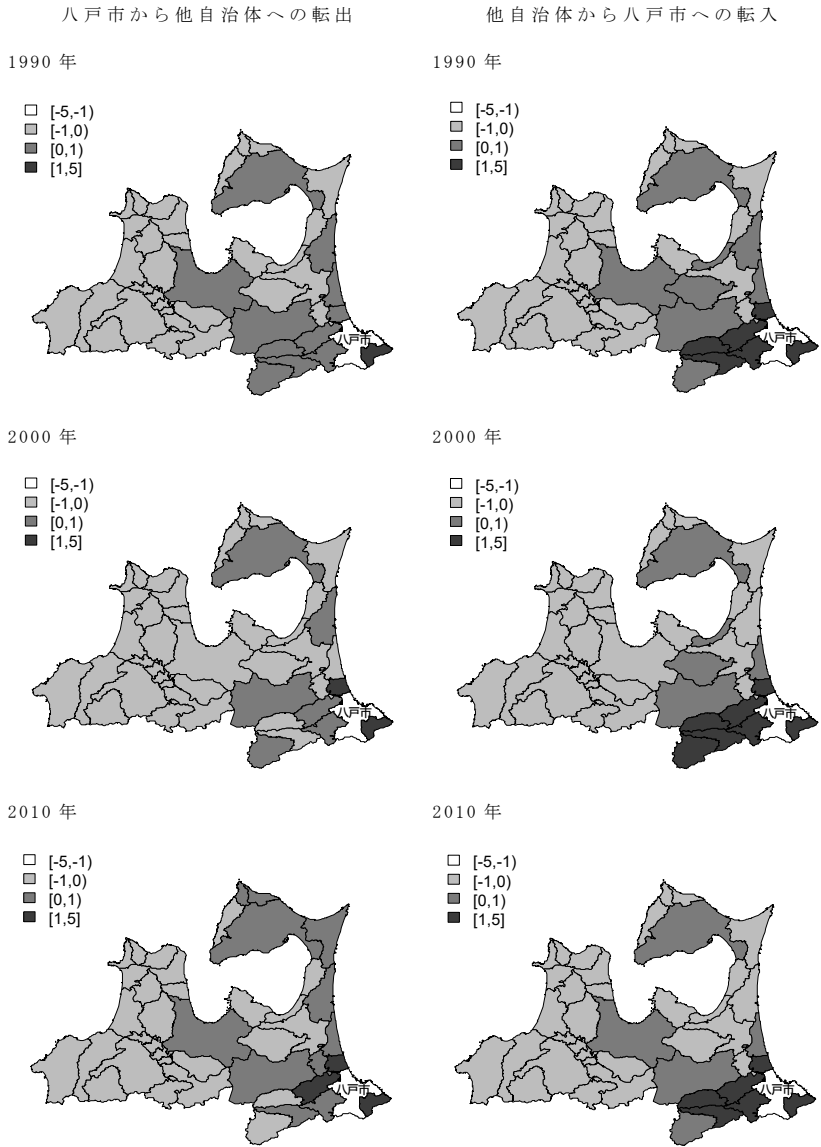 八戸市から他自治体への転出
他自治体から八戸市への転入
1990 年
[-5,-1)
[-1,0)
[0,1)
[1,5]
八戸市
1990 年
[-5,-1)
[-1,0)
[0,1)
[1,5]
八戸市
2000 年
[-5,-1)
[-1,0)
[0,1)
[1,5]
八戸市
2000 年
[-5,-1)
[-1,0)
[0,1)
[1,5]
八戸市
2010 年
[-5,-1)
[-1,0)
[0,1)
[1,5]
八戸市
2010 年
[-5,-1)
[-1,0)
[0,1)
[1,5]
八戸市